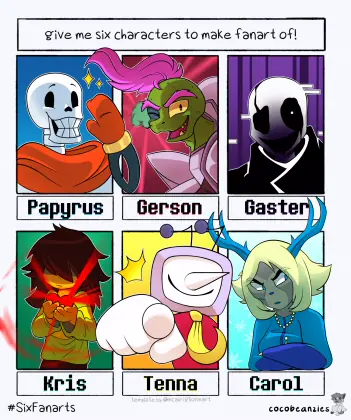 give me six characters to make fanart of!
Papyrus
Gerson
Gaster
Kris
Tenna
Carol
#SixFanarts
cocobeanzies